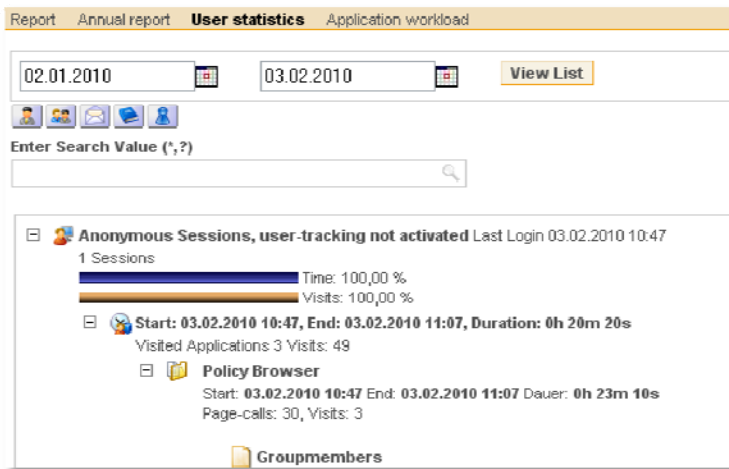 Report Annual report User statistics Application workload
02.01.2010 03.02.2010 View List
Enter Search Value (*,?)
Anonymous Sessions, user-tracking not activated Last Login 03.02.2010 10:47
1 Sessions
Time: 100,00 %
Visits: 100,00 %
Start: 03.02.2010 10:47, End: 03.02.2010 11:07, Duration: 0h 20m 20s
Visited Applications 3 Visits: 49
Policy Browser
Start: 03.02.2010 10:47 End: 03.02.2010 11:07 Dauer: 0h 23m 10s
Page-calls: 30, Visits: 3
Groupmembers